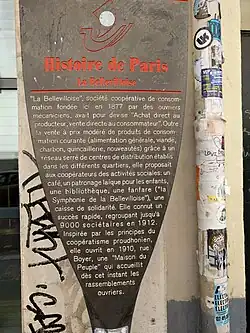 Histoire de Paris
La Bellevilloise
"La Bellevilloise", société coopérative de consom-
mation fondée ici en 1877 par des ouvriers
mécaniciens, avait pour devise "Achat direct au
producteur, vente directs au consommateur". Outre
la vente à prix modéré de produits de consom-
mation courante (alimentation générale, viande,
charbon, quincaillerie, nouveautés) grâce à un
réseau serré de centres de distribution établis
dans les différents quartiers, elle proposait
aux coopérateurs des activités sociales: un
café, un patronage laïque pour les enfants,
une bibliothèque, une fanfare ("la
Symphonie de la Bellevilloise"), une
caisse de solidarité. Elle connut un
succès rapide, regroupant jusqu'à
9000 sociétaires en 1912.
Inspirée par les principes du
coopératisme proudhonien,
elle ouvrit en 1910, rue
Boyer, une "Maison du
Peuple" qui accueillit
dès cet instant les
rassemblements
ouvriers.